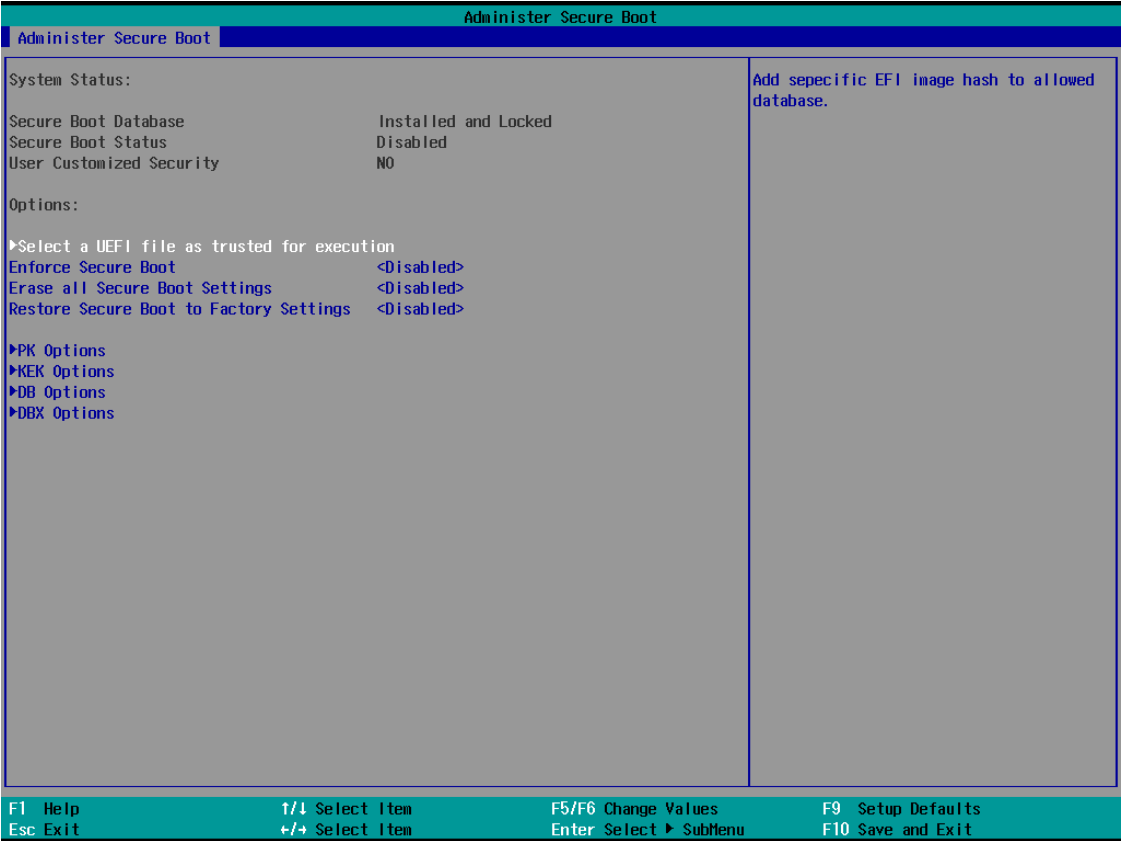 Administer Secure Boot
Administer Secure Boot
System Status:
Secure Boot Database Installed and Locked
Secure Boot Status Disabled
User Customized Security NO
Options:
▶Select a UEFI file as trusted for execution
Enforce Secure Boot <Disabled>
Erase all Secure Boot Settings <Disabled>
Restore Secure Boot to Factory Settings <Disabled>
▶PK Options
▶KEK Options
▶DB Options
▶DBX Options
Add sepecific EFI image hash to allowed
database.
F1 Help ↑/↓ Select Item F5/F6 Change Values F9 Setup Defaults
Esc Exit ←/→ Select Item Enter Select ▶ SubMenu F10 Save and Exit